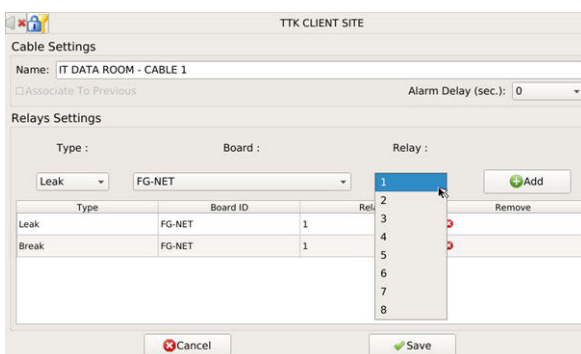 TTK CLIENT SITE
Cable Settings
Name: IT DATA ROOM - CABLE 1
Associate To Previous Alarm Delay (sec.): 0
Relays Settings
Type : Board : Relay :
Leak FG-NET 1 Add
Type Board ID Rel Remove
Leak FG-NET 1
Break FG-NET 1
2
3
4
5
6
7
8
Cancel Save